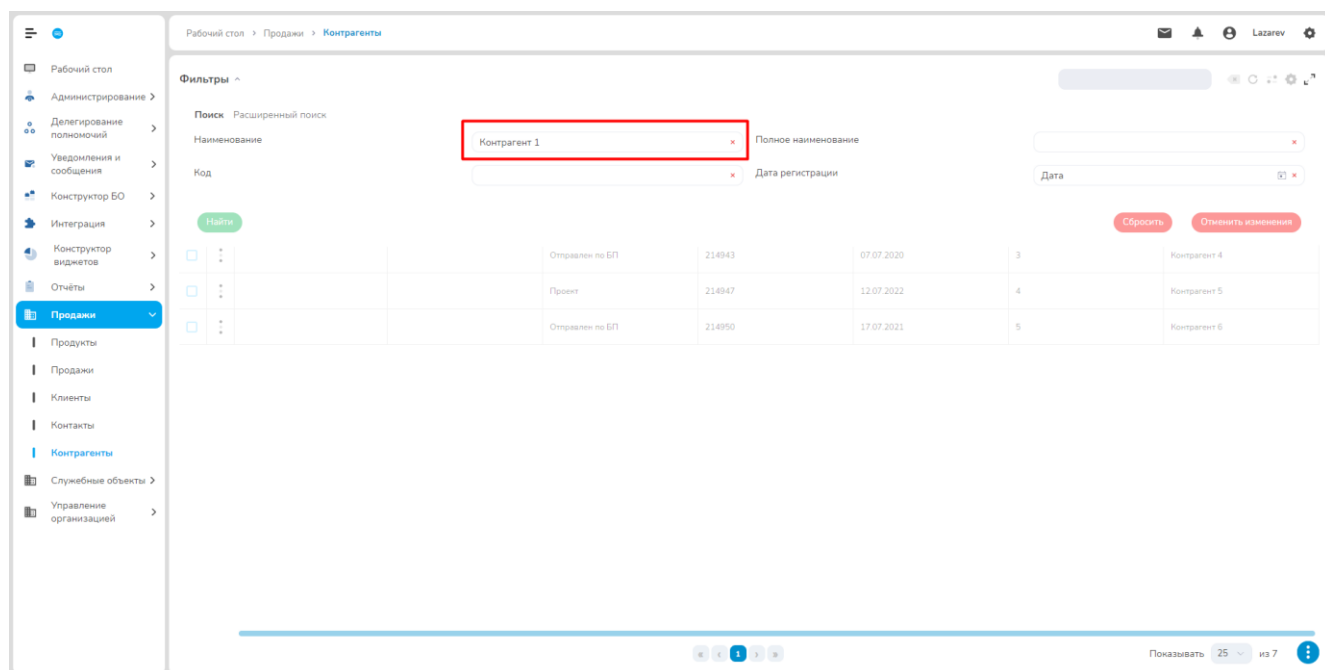 Рабочий стол > Продажи > Контрагенты
Lazarev
Рабочий стол
Администрирование
Делегирование
полномочий
Уведомления и
сообщения
Конструктор БО
Интеграция
Конструктор
виджетов
Отчёты
Продажи
Продукты
Продажи
Клиенты
Контакты
Контрагенты
Служебные объекты
Управление
организацией
Фильтры
Поиск Расширенный поиск
Наименование Контрагент 1 × Полное наименование ×
Код × Дата регистрации Дата ×
Найти Сбросить Отменить изменения
Отправлен по БП 214943 07.07.2020 3 Контрагент 4
Проект 214947 12.07.2022 4 Контрагент 5
Отправлен по БП 214950 17.07.2021 5 Контрагент 6
« ‹ 1 › »
Показывать 25 из 7